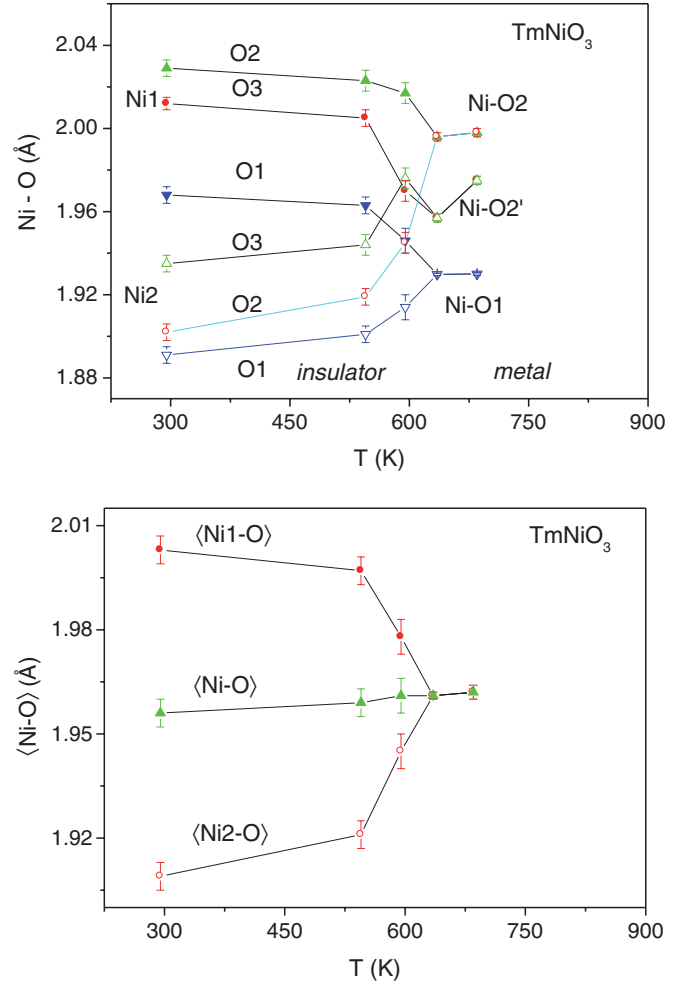 TmNiO3
2.04
2.00
1.96
1.92
1.88
Ni - O (Å)
O2
O3
Ni1
O1
O3
Ni2
O2
O1
Ni-O2
Ni-O2'
Ni-O1
insulator
metal
300
450
600
750
900
T (K)
TmNiO3
2.01
1.98
1.95
1.92
⟨Ni-O⟩ (Å)
⟨Ni1-O⟩
⟨Ni-O⟩
⟨Ni2-O⟩
300
450
600
750
900
T (K)